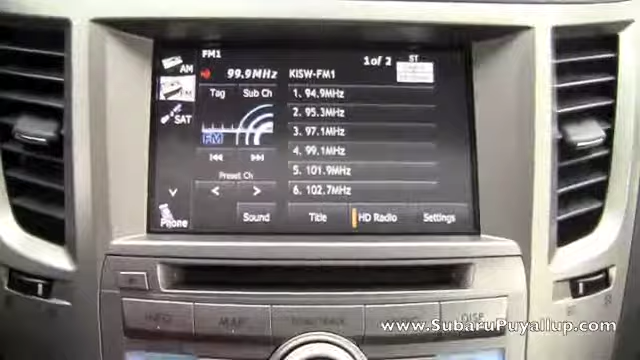 FM1
1 of 2
ST
AM
99.9MHz
KISW-FM1
FM
Tag
Sub Ch
1. 94.9MHz
2. 95.3MHz
SAT
3. 97.1MHz
FM
4. 99.1MHz
Preset Ch
5. 101.9MHz
< >
6. 102.7MHz
Phone
Sound
Title
HD Radio
Settings
INFO
MAP
DISP
www.SubaruPuyallup.com